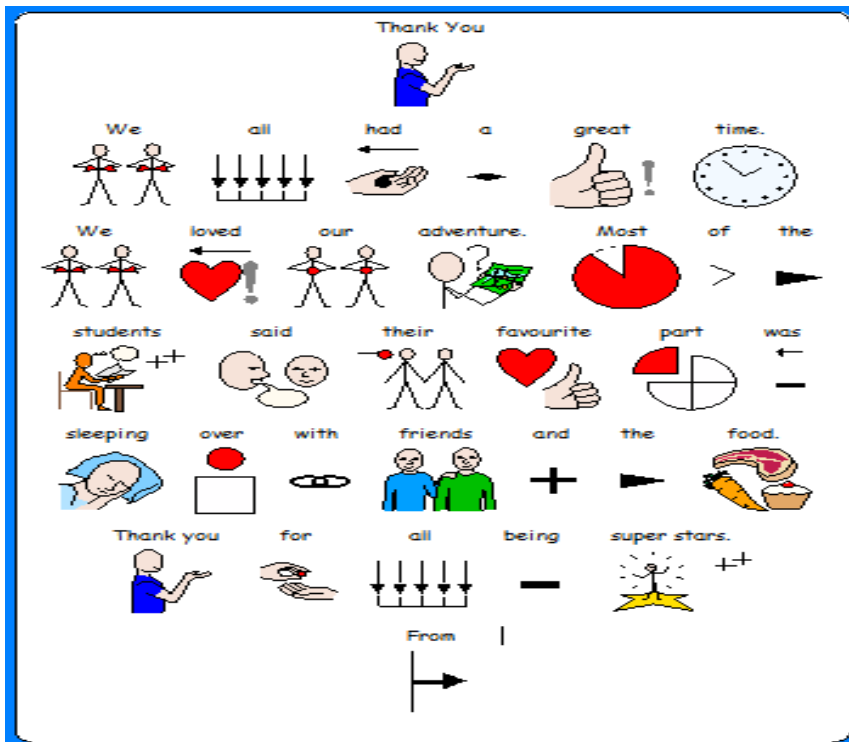 Thank You
We all had a great time.
We loved our adventure. Most of the
students said their favourite part was
sleeping over with friends and the food.
Thank you for all being super stars.
From